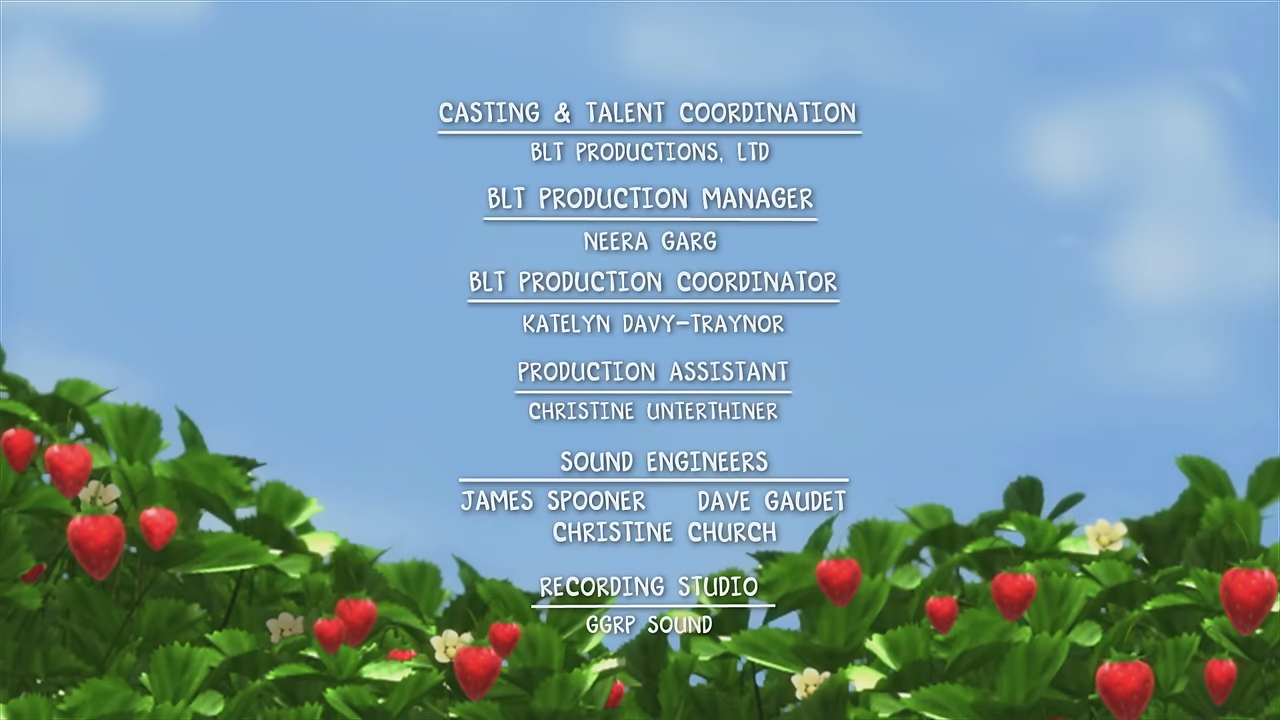 CASTING & TALENT COORDINATION
BLT PRODUCTIONS, LTD
BLT PRODUCTION MANAGER
NEERA GARG
BLT PRODUCTION COORDINATOR
KATELYN DAVY-TRAYNOR
PRODUCTION ASSISTANT
CHRISTINE UNTERTHINER
SOUND ENGINEERS
JAMES SPOONER DAVE GAUDET
CHRISTINE CHURCH
RECORDING STUDIO
GGRP SOUND